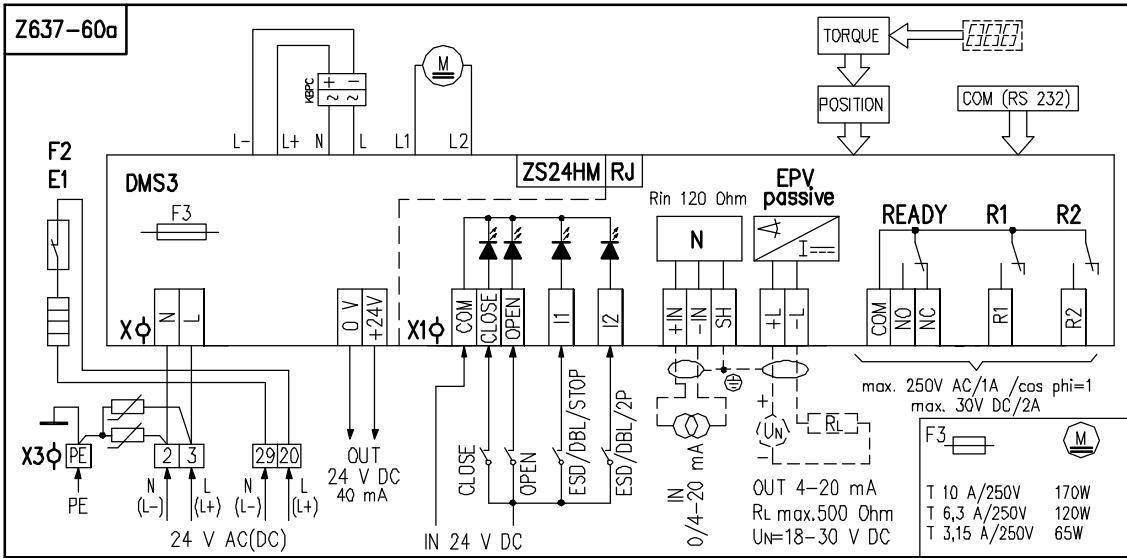 Z637-60a
TORQUE
POSITION
COM (RS 232)
KBPC
+ −
~ ~
M
L- L+ N L L1 L2
F2
E1
DMS3
F3
ZS24HM RJ
Rin 120 Ohm
EPV
passive
N
I
READY R1 R2
X
N
L
0 V
+24V
X1
COM
CLOSE
OPEN
I1
I2
+IN
-IN
SH
+L
-L
COM
NO
NC
R1
R2
max. 250V AC/1A /cos phi=1
max. 30V DC/2A
X3
PE
2 3
29 20
PE
N
(L-)
L
(L+)
N
(L-)
L
(L+)
24 V AC(DC)
OUT
24 V DC
40 mA
IN 24 V DC
CLOSE
OPEN
ESD/DBL/STOP
ESD/DBL/2P
IN
0/4-20 mA
+
UN
-
RL
OUT 4-20 mA
RL max.500 Ohm
UN=18-30 V DC
F3
M
T 10 A/250V 170W
T 6,3 A/250V 120W
T 3,15 A/250V 65W